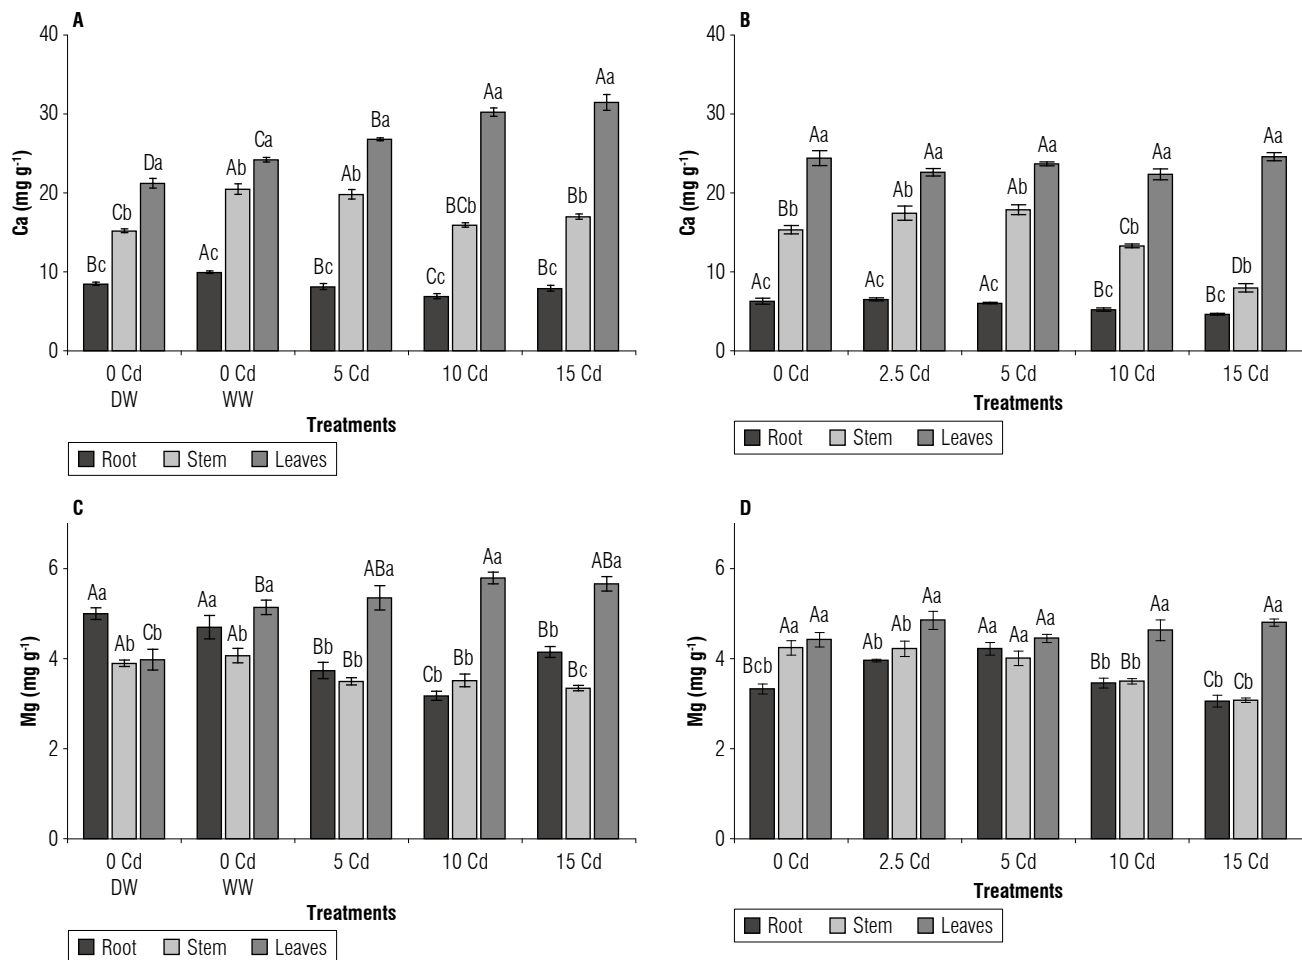 A
Ca (mg g-1)
40
30
20
10
0
Bc Cb Da Ac Ab Ca Bc Ab Ba Cc BCb Aa Bc Bb Aa
0 Cd 0 Cd 5 Cd 10 Cd 15 Cd
DW WW
Treatments
Root Stem Leaves
B
Ca (mg g-1)
40
30
20
10
0
Ac Bb Aa Ac Ab Aa Ac Ab Aa Bc Cb Aa Bc Db Aa
0 Cd 2.5 Cd 5 Cd 10 Cd 15 Cd
Treatments
Root Stem Leaves
C
Mg (mg g-1)
6
4
2
0
Aa Ab Cb Aa Ab Ba Bb Bb ABa Cb Bb Aa Bb Bc ABa
0 Cd 0 Cd 5 Cd 10 Cd 15 Cd
DW WW
Treatments
Root Stem Leaves
D
Mg (mg g-1)
6
4
2
0
Bcb Aa Aa Ab Ab Aa Aa Aa Aa Bb Bb Aa Cb Cb Aa
0 Cd 2.5 Cd 5 Cd 10 Cd 15 Cd
Treatments
Root Stem Leaves